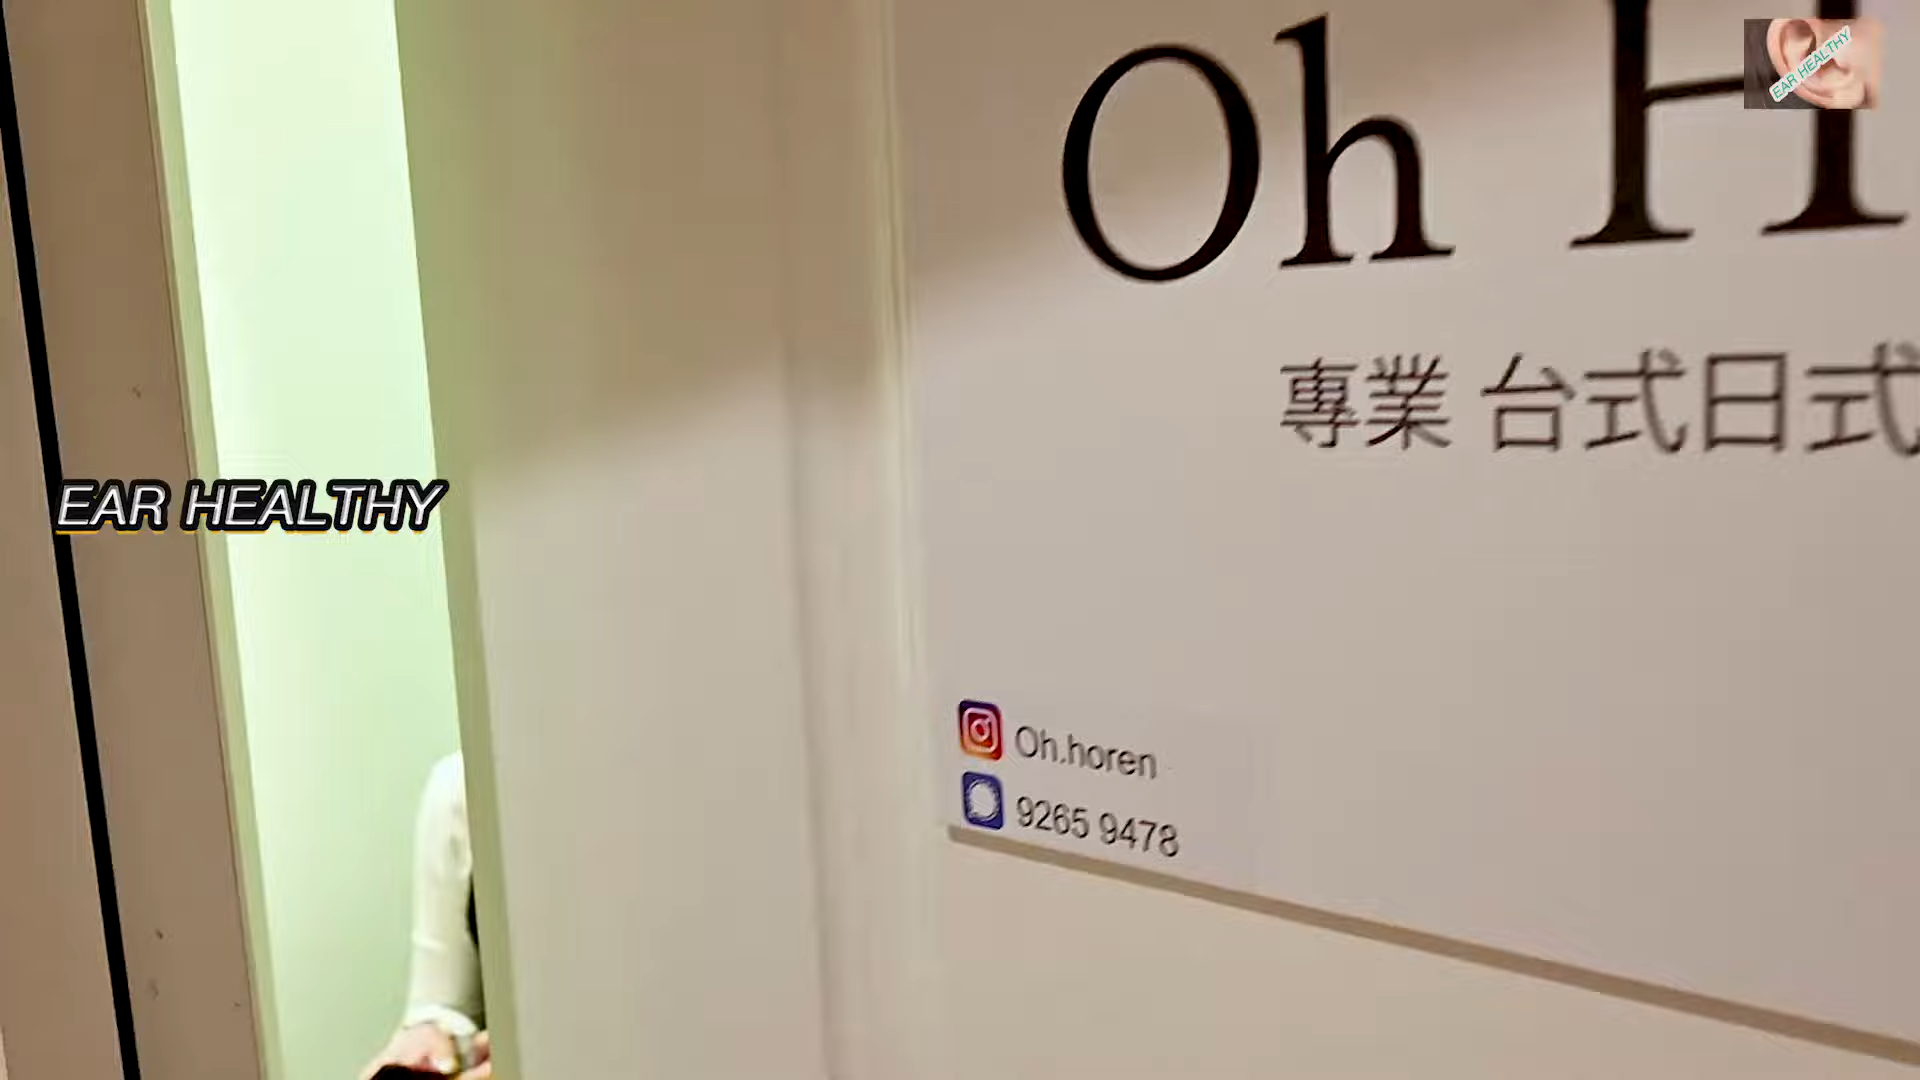 Oh H
專業 台式日式
EAR HEALTHY
EAR HEALTHY
Oh.horen
9265 9478